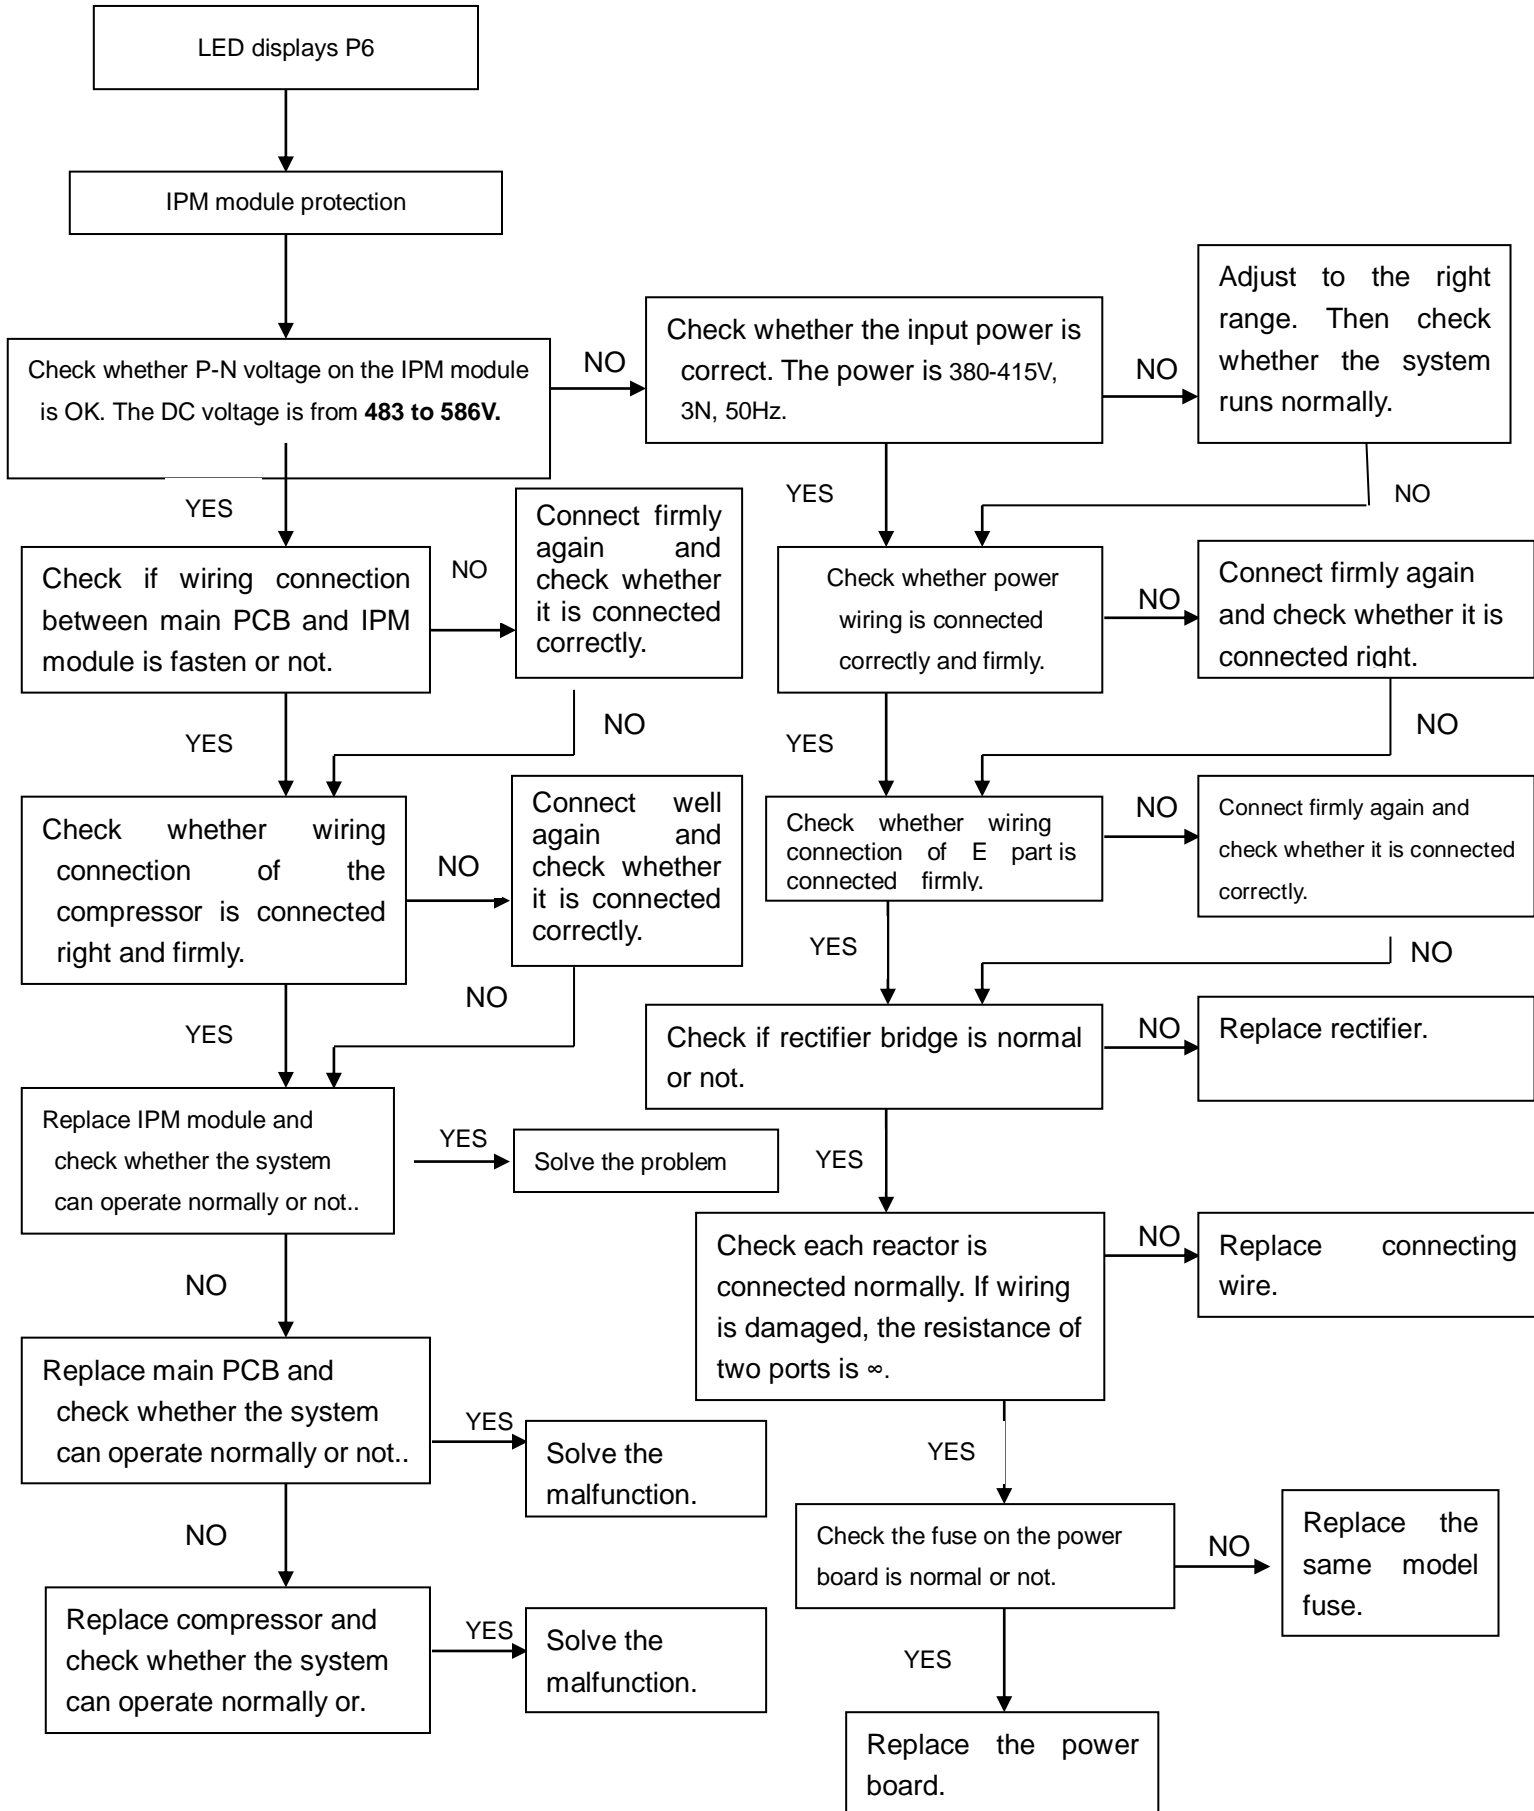 LED displays P6
IPM module protection
Check whether P-N voltage on the IPM module
is OK. The DC voltage is from 483 to 586V.
NO
Check whether the input power is
correct. The power is 380-415V,
3N, 50Hz.
NO
Adjust to the right
range. Then check
whether the system
runs normally.
YES
YES
NO
Check if wiring connection
between main PCB and IPM
module is fasten or not.
NO
Connect firmly
again and
check whether
it is connected
correctly.
Check whether power
wiring is connected
correctly and firmly.
NO
Connect firmly again
and check whether it is
connected right.
YES
NO
YES
NO
Check whether wiring
connection of the
compressor is connected
right and firmly.
NO
Connect well
again and
check whether
it is connected
correctly.
Check whether wiring
connection of E part is
connected firmly.
NO
Connect firmly again and
check whether it is connected
correctly.
YES
NO
YES
NO
Check if rectifier bridge is normal
or not.
NO
Replace rectifier.
Replace IPM module and
check whether the system
can operate normally or not..
YES
Solve the problem
YES
Check each reactor is
connected normally. If wiring
is damaged, the resistance of
two ports is ∞.
NO
Replace connecting
wire.
NO
Replace main PCB and
check whether the system
can operate normally or not..
YES
Solve the
malfunction.
YES
Check the fuse on the power
board is normal or not.
NO
Replace the
same model
fuse.
NO
Replace compressor and
check whether the system
can operate normally or.
YES
Solve the
malfunction.
YES
Replace the power
board.